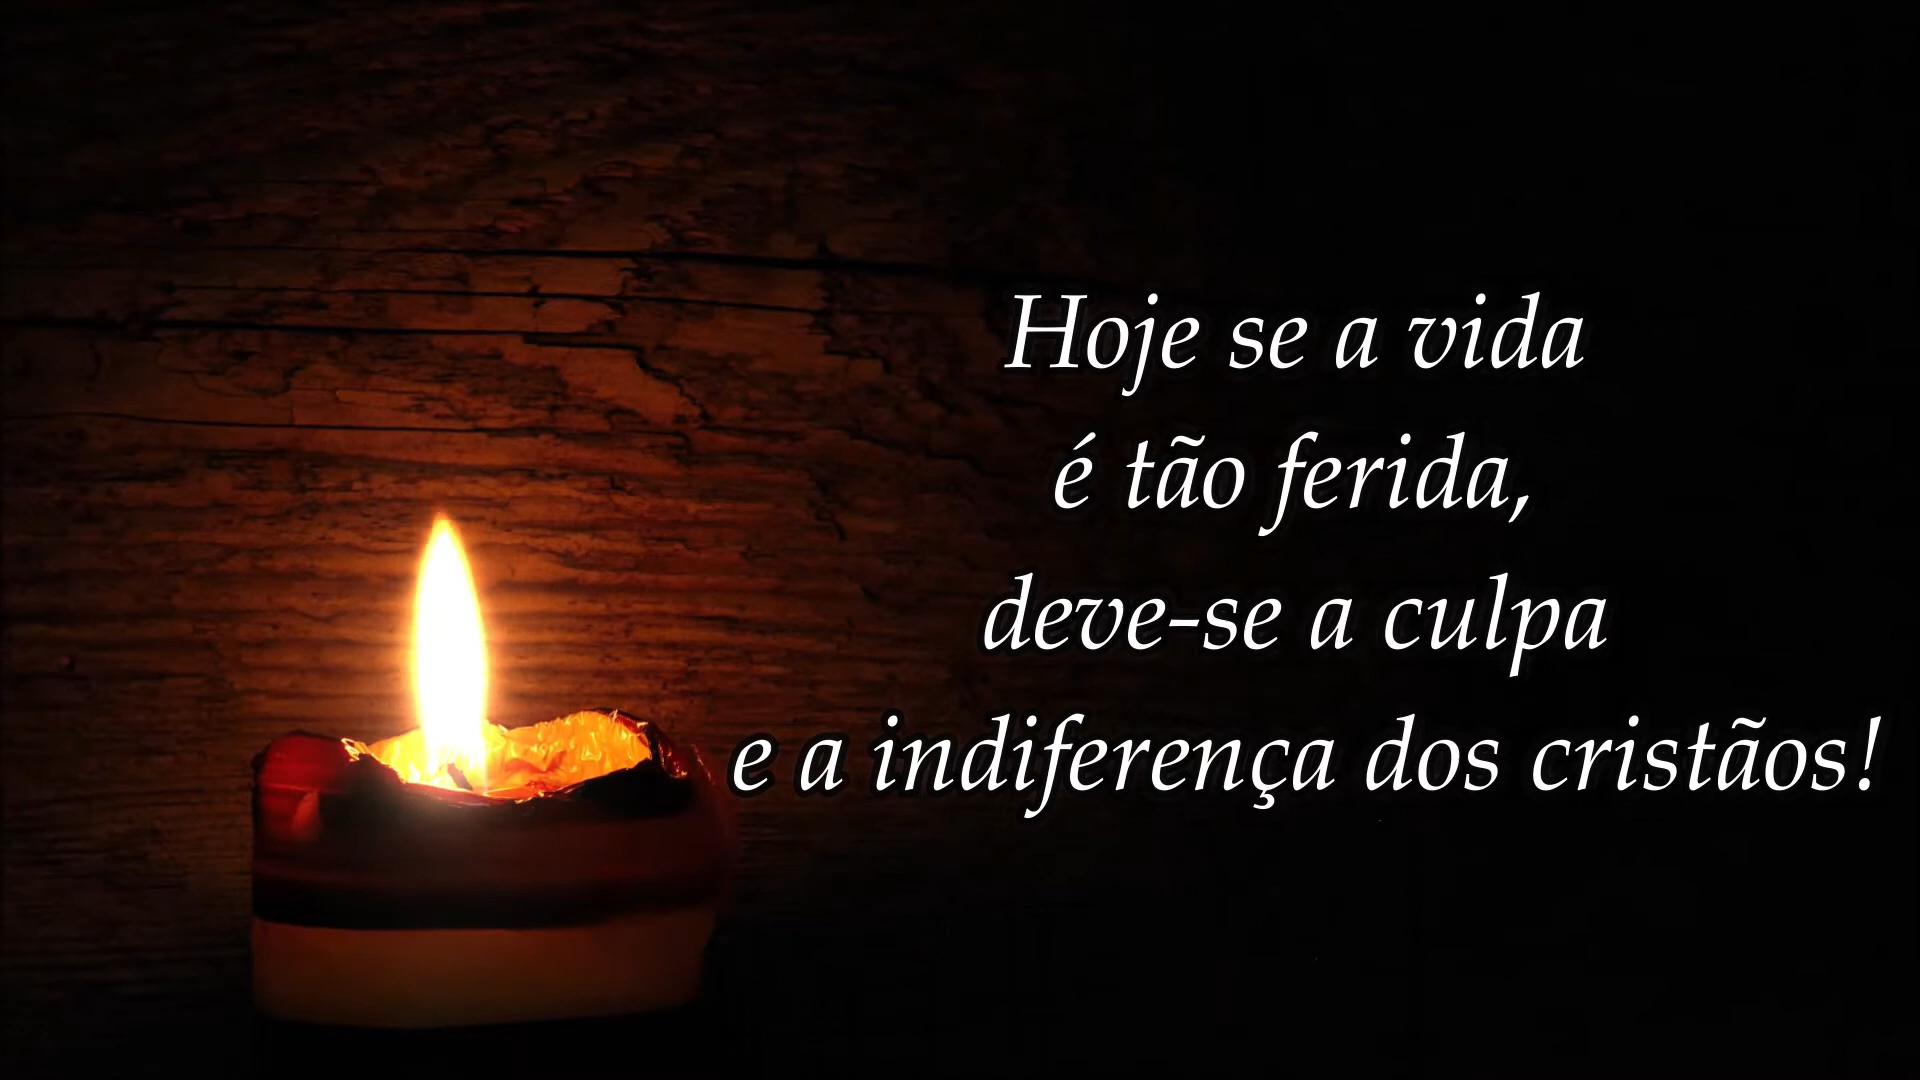 Hoje se a vida
é tão ferida,
deve-se a culpa
e a indiferença dos cristãos!